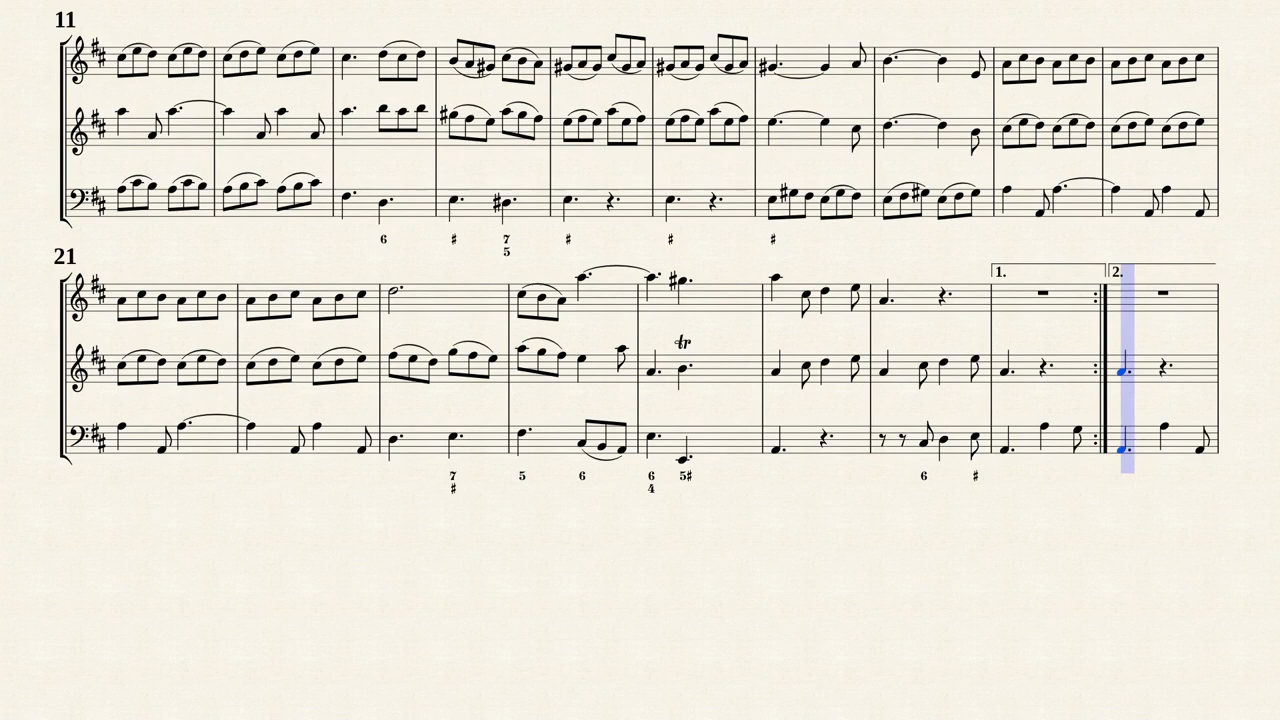 11
6 ♯ 7 ♯ ♯ ♯
5
21
1. 2.
tr
7 5 6 6 5♯ 6 ♯
♯ 4